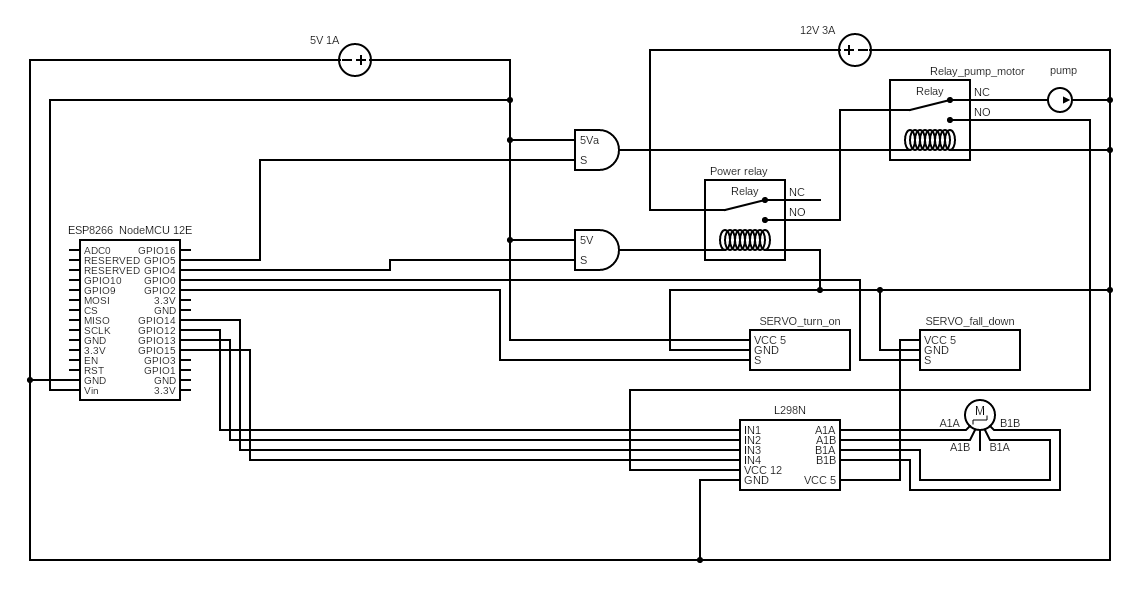 12V 3A
5V 1A
Relay_pump_motor
pump
Relay
NC
NO
5Va
S
Power relay
Relay
NC
NO
5V
S
ESP8266 NodeMCU 12E
ADC0 GPIO16
RESERVED GPIO5
RESERVED GPIO4
GPIO10 GPIO0
GPIO9 GPIO2
MOSI 3.3V
CS GND
MISO GPIO14
SCLK GPIO12
GND GPIO13
3.3V GPIO15
EN GPIO3
RST GPIO1
GND GND
Vin 3.3V
SERVO_turn_on
VCC 5
GND
S
SERVO_fall_down
VCC 5
GND
S
L298N
IN1 A1A
IN2 A1B
IN3 B1A
IN4 B1B
VCC 12
GND VCC 5
M
A1A B1B
A1B B1A